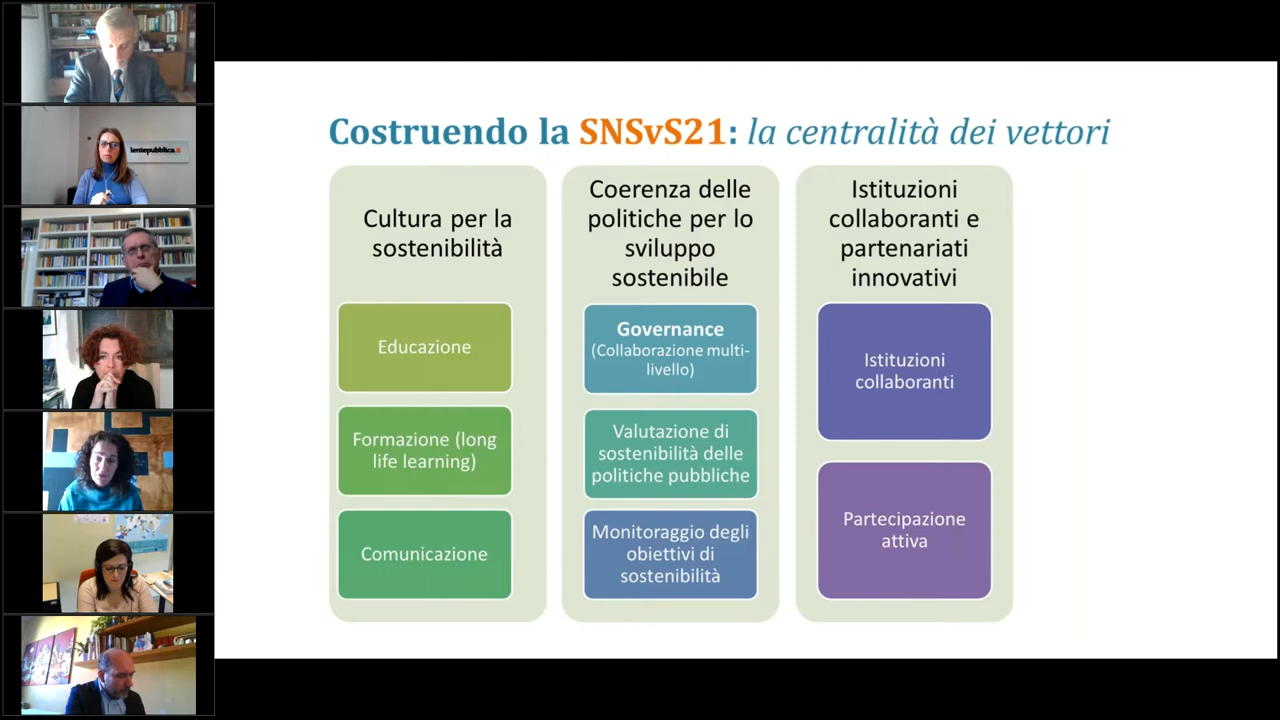 lentepubblica.it
Costruendo la SNSvS21: la centralità dei vettori
Cultura per la
sostenibilità
Educazione
Formazione (long
life learning)
Comunicazione
Coerenza delle
politiche per lo
sviluppo
sostenibile
Governance
(Collaborazione multi-
livello)
Valutazione di
sostenibilità delle
politiche pubbliche
Monitoraggio degli
obiettivi di
sostenibilità
Istituzioni
collaboranti e
partenariati
innovativi
Istituzioni
collaboranti
Partecipazione
attiva